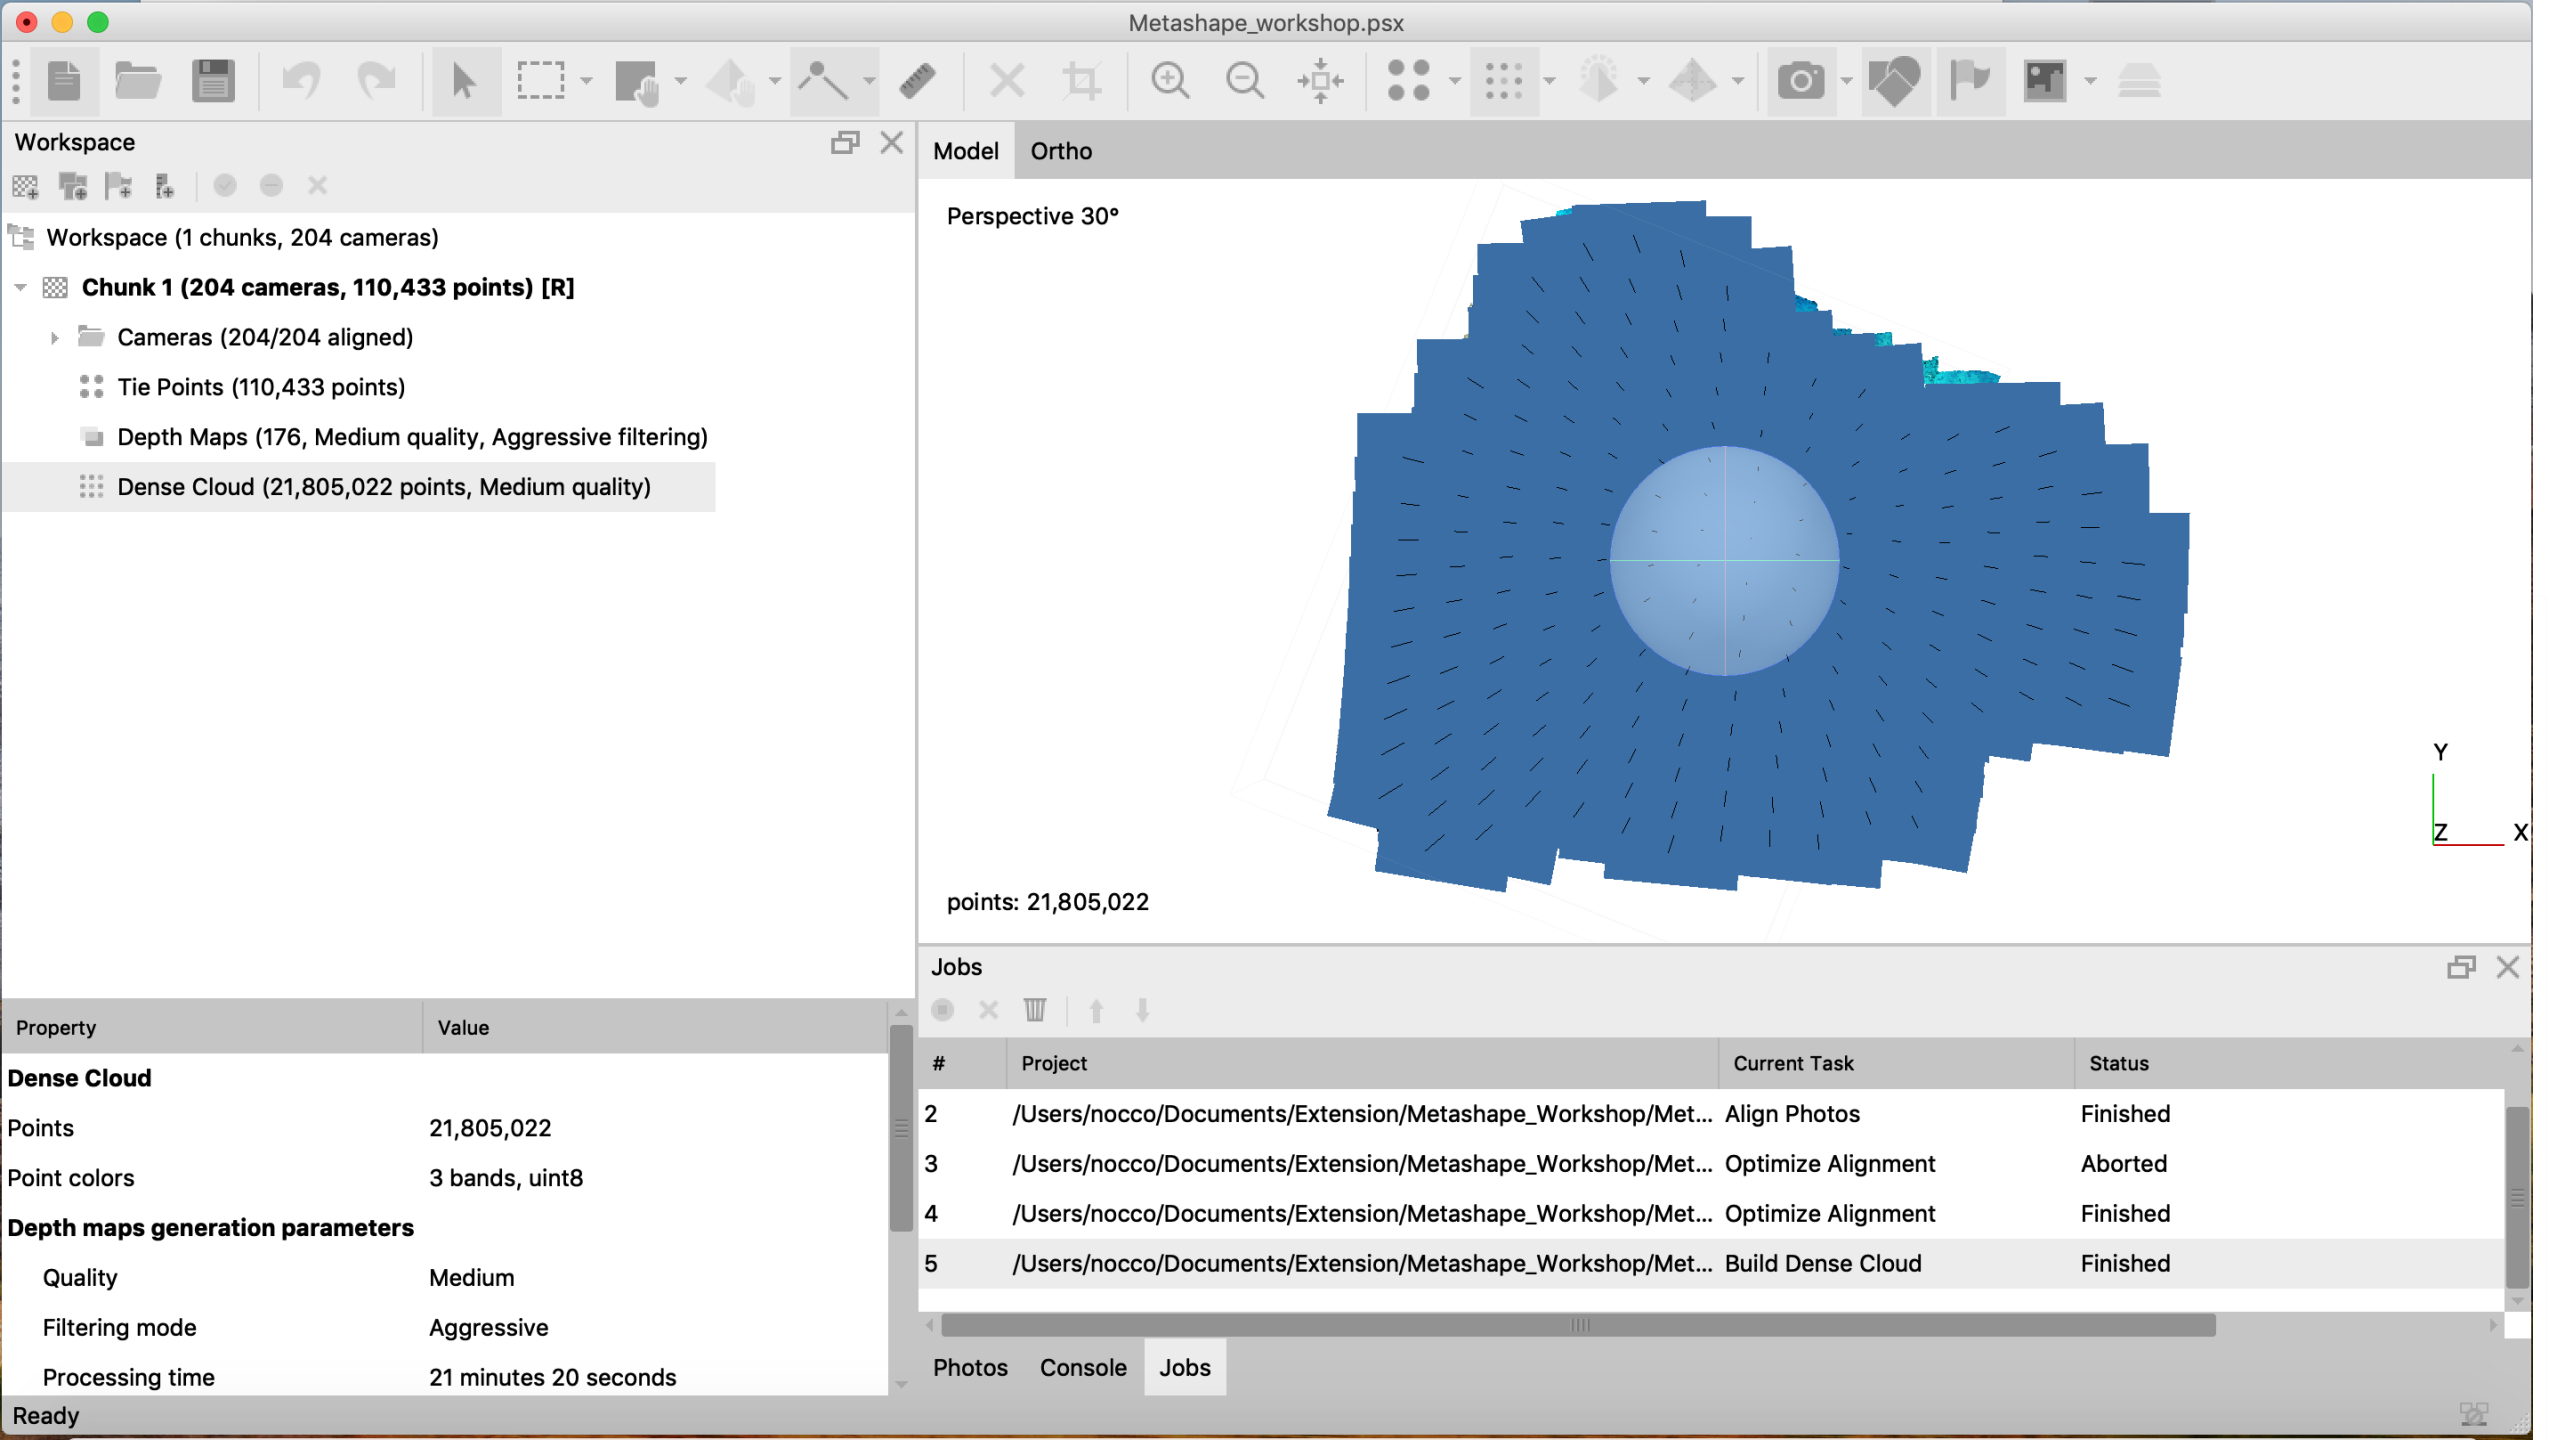 Metashape_workshop.psx
Workspace
Workspace (1 chunks, 204 cameras)
Chunk 1 (204 cameras, 110,433 points) [R]
Cameras (204/204 aligned)
Tie Points (110,433 points)
Depth Maps (176, Medium quality, Aggressive filtering)
Dense Cloud (21,805,022 points, Medium quality)
Property Value
Dense Cloud
Points 21,805,022
Point colors 3 bands, uint8
Depth maps generation parameters
Quality Medium
Filtering mode Aggressive
Processing time 21 minutes 20 seconds
Model Ortho
Perspective 30°
Y
Z X
points: 21,805,022
Jobs
# Project Current Task Status
2 /Users/nocco/Documents/Extension/Metashape_Workshop/Met... Align Photos Finished
3 /Users/nocco/Documents/Extension/Metashape_Workshop/Met... Optimize Alignment Aborted
4 /Users/nocco/Documents/Extension/Metashape_Workshop/Met... Optimize Alignment Finished
5 /Users/nocco/Documents/Extension/Metashape_Workshop/Met... Build Dense Cloud Finished
Photos Console Jobs
Ready